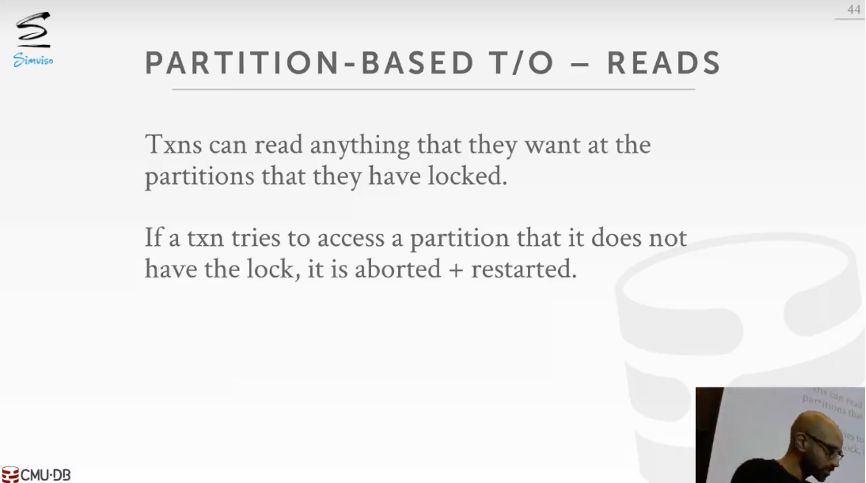 44
Simviso
PARTITION-BASED T/O – READS
Txns can read anything that they want at the
partitions that they have locked.
If a txn tries to access a partition that it does not
have the lock, it is aborted + restarted.
CMU·DB